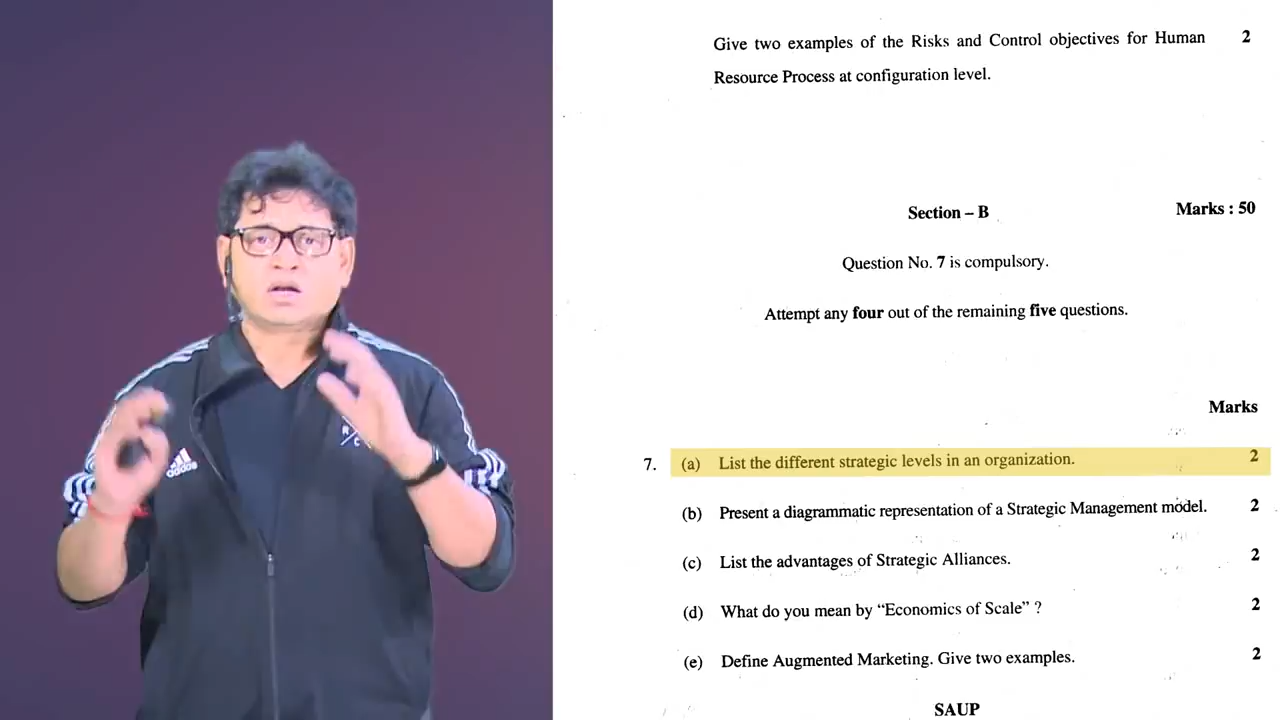 Give two examples of the Risks and Control objectives for Human 2
Resource Process at configuration level.
Section – B Marks : 50
Question No. 7 is compulsory.
Attempt any four out of the remaining five questions.
Marks
7. (a) List the different strategic levels in an organization. 2
(b) Present a diagrammatic representation of a Strategic Management model. 2
(c) List the advantages of Strategic Alliances. 2
(d) What do you mean by “Economics of Scale” ? 2
(e) Define Augmented Marketing. Give two examples. 2
SAUP
adidas
R
C